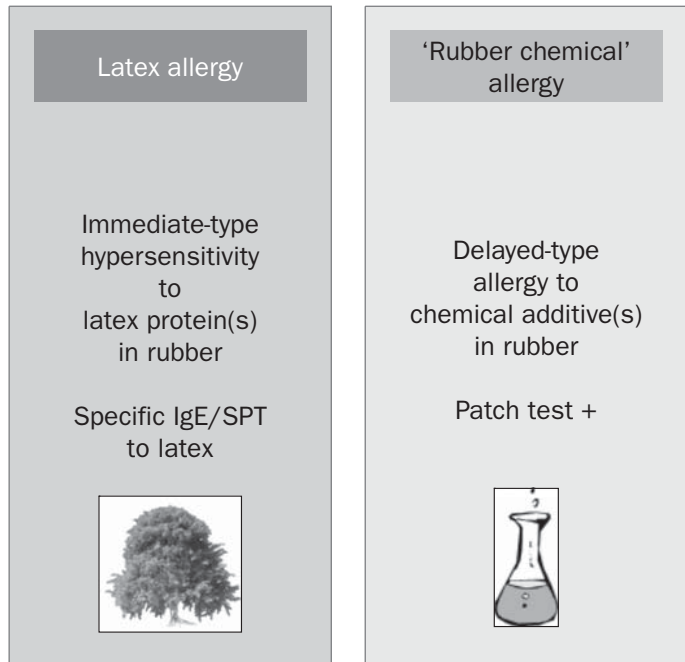 Latex allergy
Immediate-type
hypersensitivity
to
latex protein(s)
in rubber
Specific IgE/SPT
to latex
‘Rubber chemical’
allergy
Delayed-type
allergy to
chemical additive(s)
in rubber
Patch test +